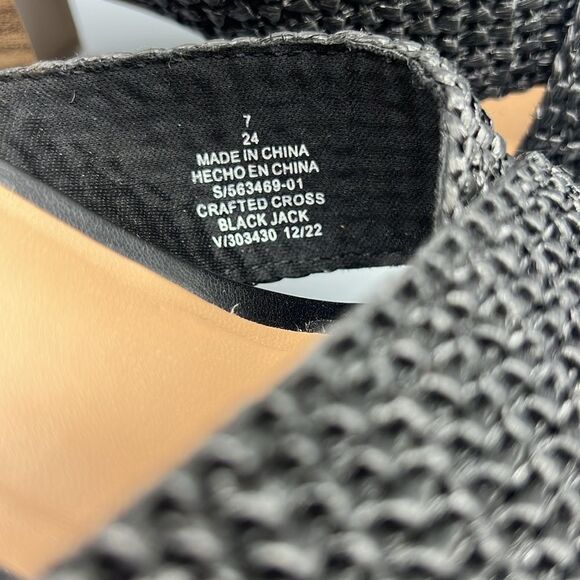 7
24
MADE IN CHINA
HECHO EN CHINA
S/563469-01
CRAFTED CROSS
BLACK JACK
V/303430 12/22